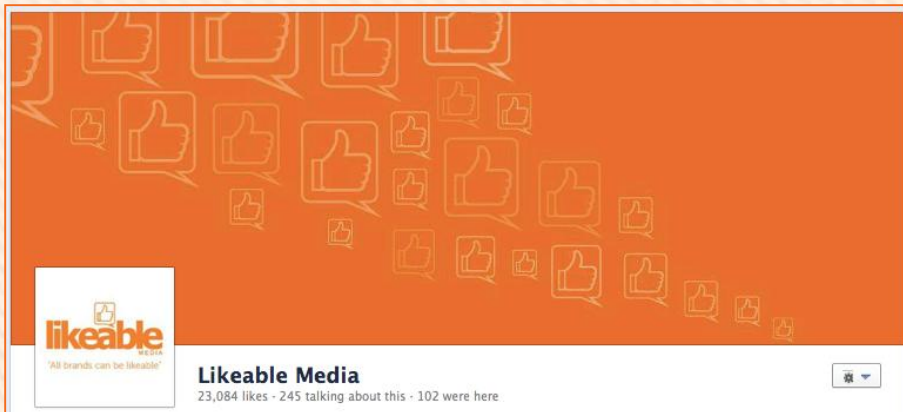 likeable
MEDIA
"All brands can be likeable"
Likeable Media
23,084 likes · 245 talking about this · 102 were here